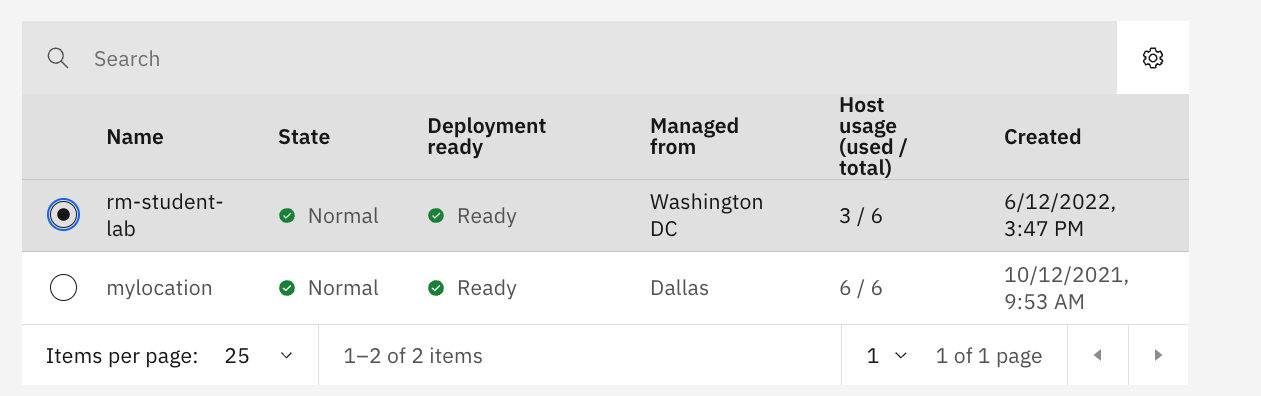 Search
Name State Deployment ready Managed from Host usage (used / total) Created
rm-student-lab Normal Ready Washington DC 3 / 6 6/12/2022, 3:47 PM
mylocation Normal Ready Dallas 6 / 6 10/12/2021, 9:53 AM
Items per page: 25 1–2 of 2 items 1 1 of 1 page